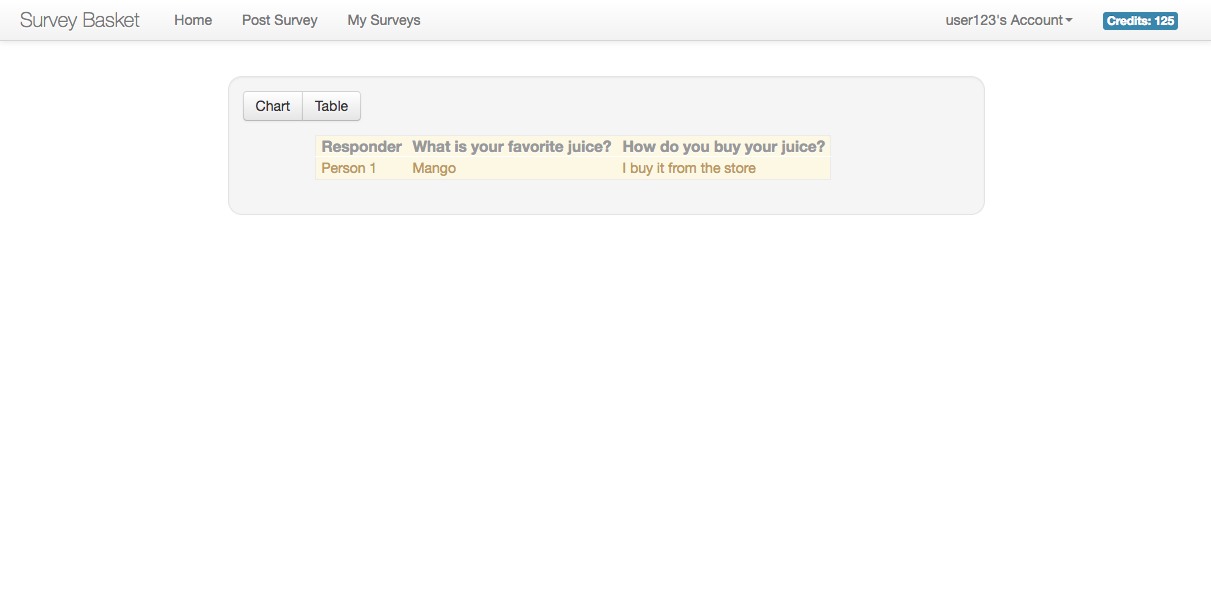 Survey Basket Home Post Survey My Surveys user123's Account Credits: 125
Chart Table
Responder What is your favorite juice? How do you buy your juice?
Person 1 Mango I buy it from the store